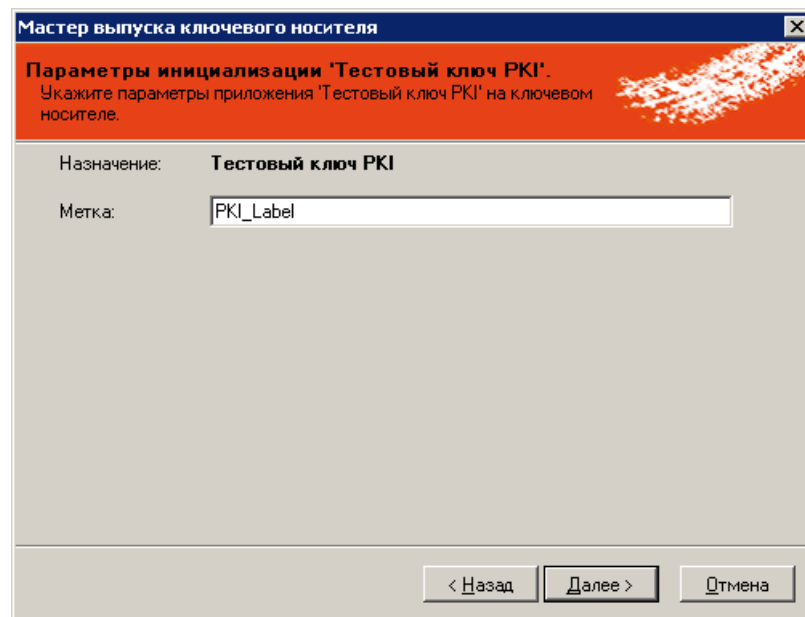 Мастер выпуска ключевого носителя
Параметры инициализации 'Тестовый ключ PKI'.
Укажите параметры приложения 'Тестовый ключ PKI' на ключевом
носителе.
Назначение: Тестовый ключ PKI
Метка: PKI_Label
< Назад Далее > Отмена